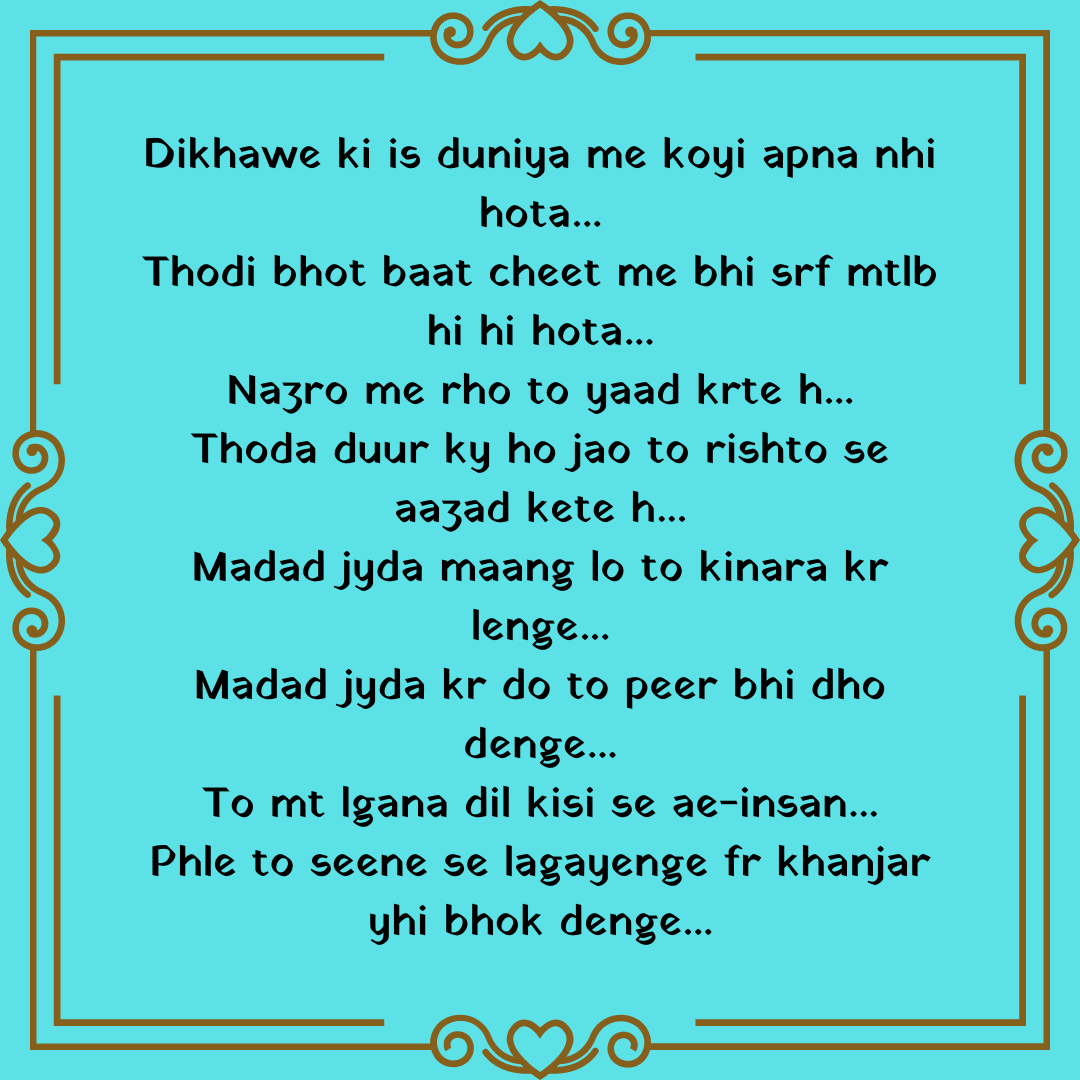 Dikhawe ki is duniya me koyi apna nhi
hota...
Thodi bhot baat cheet me bhi srf mtlb
hi hi hota...
Nazro me rho to yaad krte h...
Thoda duur ky ho jao to rishto se
aazad kete h...
Madad jyda maang lo to kinara kr
lenge...
Madad jyda kr do to peer bhi dho
denge...
To mt lgana dil kisi se ae-insan...
Phle to seene se lagayenge fr khanjar
yhi bhok denge...